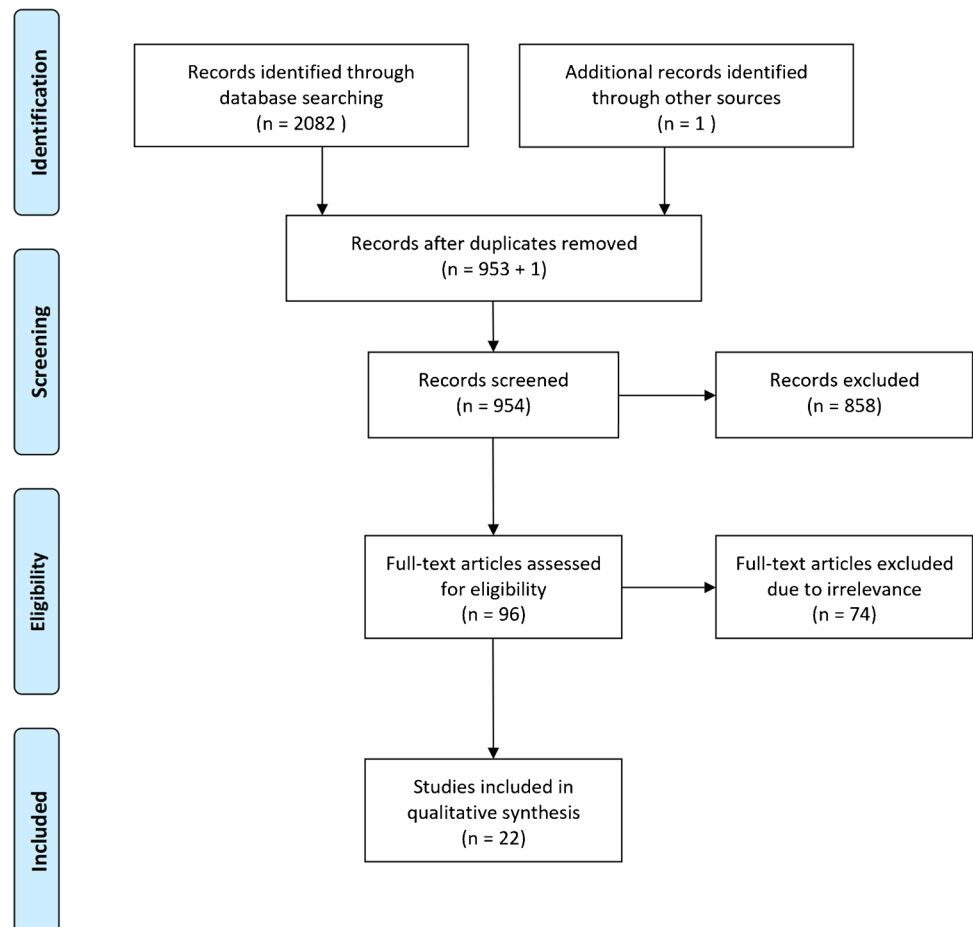 Identification
Records identified through
database searching
(n = 2082 )
Additional records identified
through other sources
(n = 1 )
Records after duplicates removed
(n = 953 + 1)
Screening
Records screened
(n = 954)
Records excluded
(n = 858)
Eligibility
Full-text articles assessed
for eligibility
(n = 96)
Full-text articles excluded
due to irrelevance
(n = 74)
Included
Studies included in
qualitative synthesis
(n = 22)